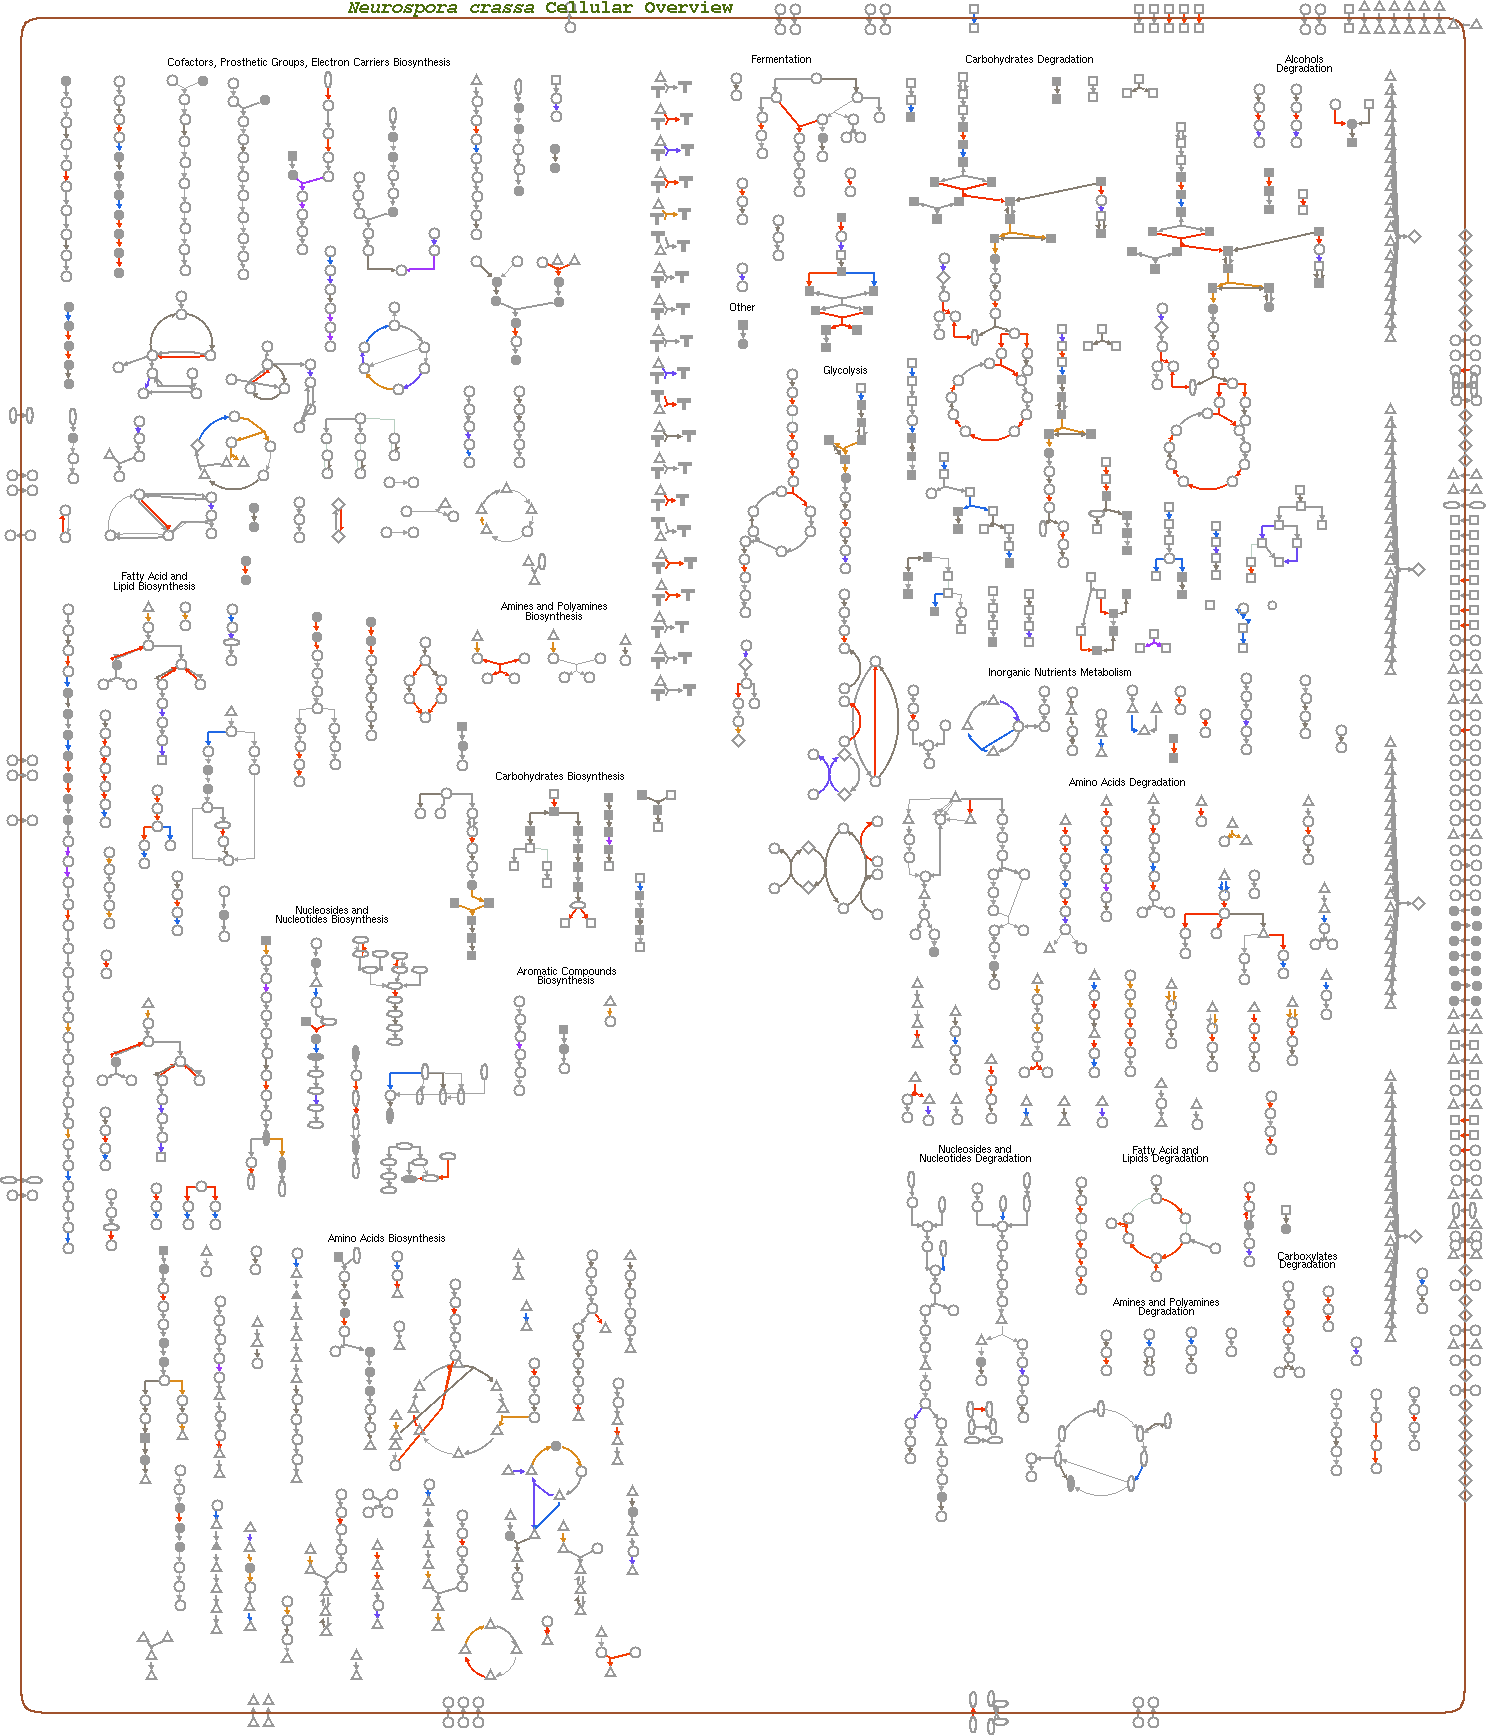 Neurospora crassa Cellular Overview
Cofactors, Prosthetic Groups, Electron Carriers Biosynthesis
Fermentation
Carbohydrates Degradation
Alcohols
Degradation
Other
Glycolysis
Fatty Acid and
Lipid Biosynthesis
Amines and Polyamines
Biosynthesis
Inorganic Nutrients Metabolism
Carbohydrates Biosynthesis
Amino Acids Degradation
Nucleosides and
Nucleotides Biosynthesis
Aromatic Compounds
Biosynthesis
Nucleosides and
Nucleotides Degradation
Fatty Acid and
Lipids Degradation
Amino Acids Biosynthesis
Carboxylates
Degradation
Amines and Polyamines
Degradation